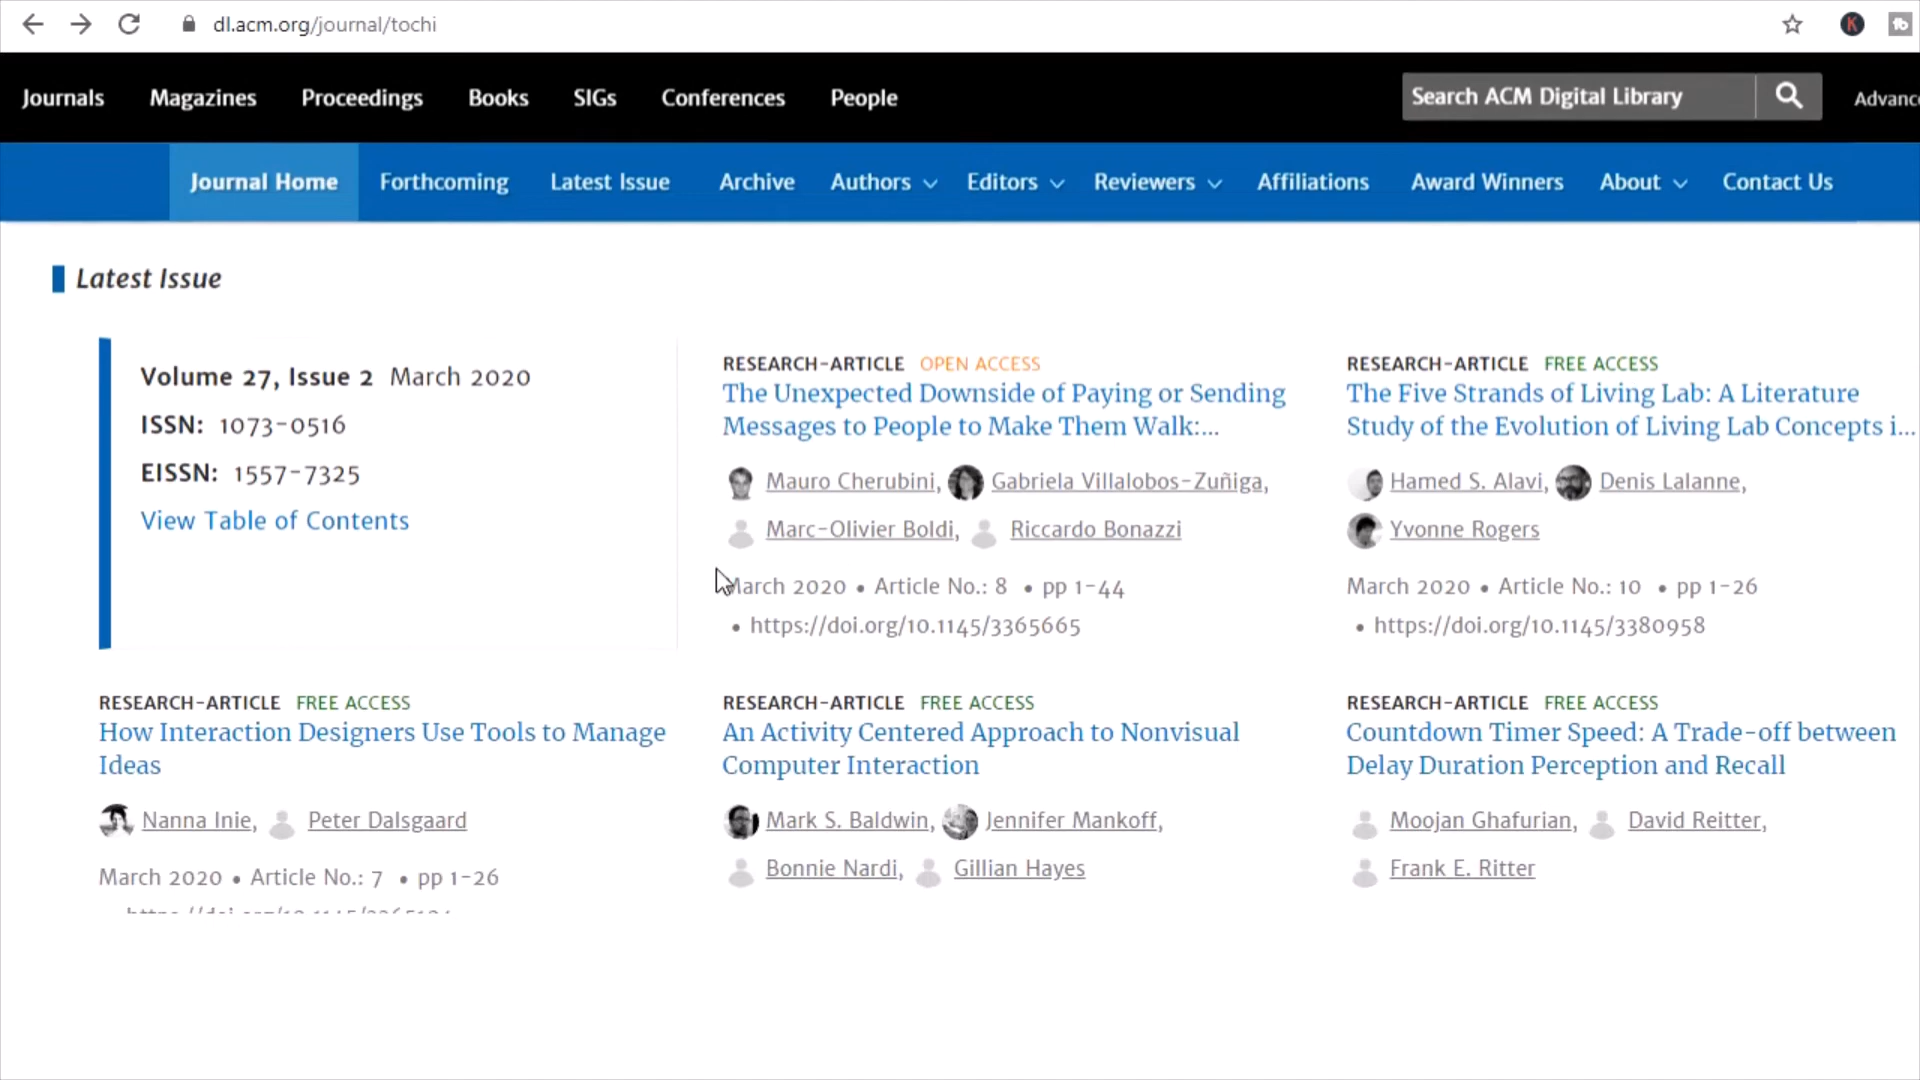 dl.acm.org/journal/tochi
Journals Magazines Proceedings Books SIGs Conferences People Search ACM Digital Library
Journal Home Forthcoming Latest Issue Archive Authors Editors Reviewers Affiliations Award Winners About Contact Us
Latest Issue
Volume 27, Issue 2 March 2020
ISSN: 1073-0516
EISSN: 1557-7325
View Table of Contents
RESEARCH-ARTICLE OPEN ACCESS
The Unexpected Downside of Paying or Sending
Messages to People to Make Them Walk:...
Mauro Cherubini, Gabriela Villalobos-Zuñiga,
Marc-Olivier Boldi, Riccardo Bonazzi
March 2020 • Article No.: 8 • pp 1-44
• https://doi.org/10.1145/3365665
RESEARCH-ARTICLE FREE ACCESS
The Five Strands of Living Lab: A Literature
Study of the Evolution of Living Lab Concepts i...
Hamed S. Alavi, Denis Lalanne,
Yvonne Rogers
March 2020 • Article No.: 10 • pp 1-26
• https://doi.org/10.1145/3380958
RESEARCH-ARTICLE FREE ACCESS
How Interaction Designers Use Tools to Manage
Ideas
Nanna Inie, Peter Dalsgaard
March 2020 • Article No.: 7 • pp 1-26
RESEARCH-ARTICLE FREE ACCESS
An Activity Centered Approach to Nonvisual
Computer Interaction
Mark S. Baldwin, Jennifer Mankoff,
Bonnie Nardi, Gillian Hayes
RESEARCH-ARTICLE FREE ACCESS
Countdown Timer Speed: A Trade-off between
Delay Duration Perception and Recall
Moojan Ghafurian, David Reitter,
Frank E. Ritter